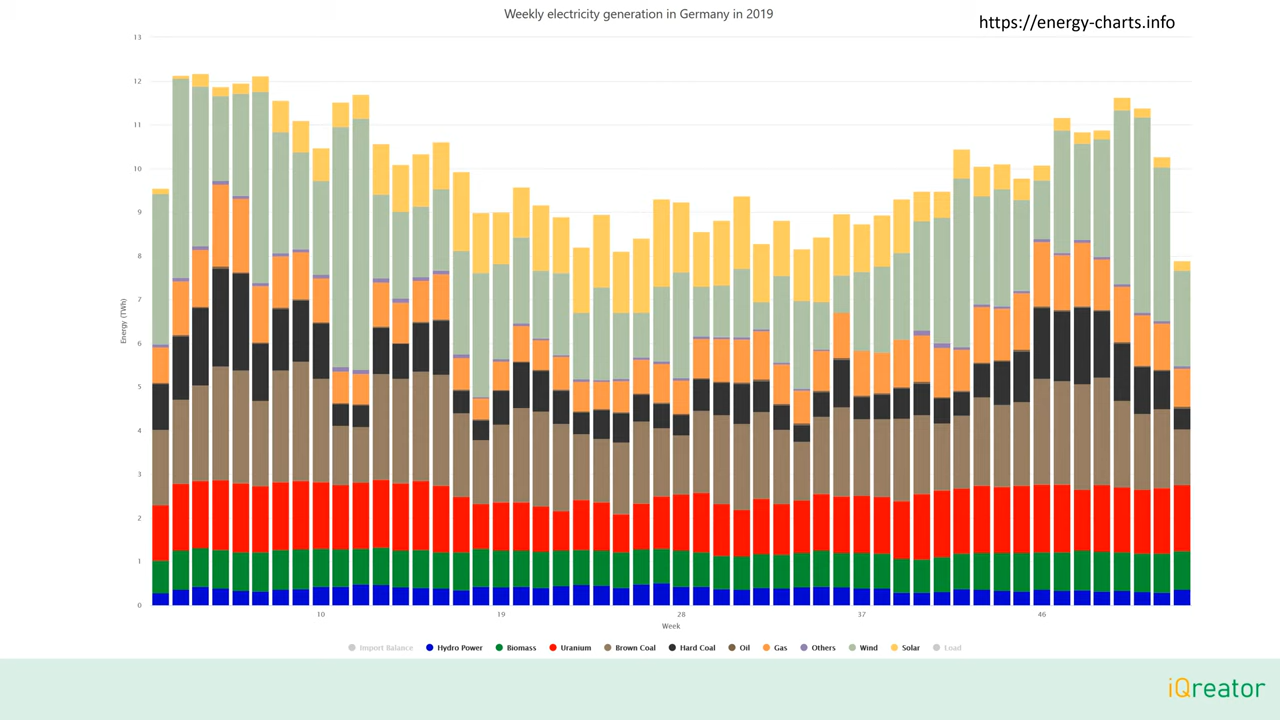 Weekly electricity generation in Germany in 2019
https://energy-charts.info
13
12
11
10
9
8
7
6
5
4
3
2
1
0
Energy (TWh)
10 19 28 37 46
Week
Import Balance Hydro Power Biomass Uranium Brown Coal Hard Coal Oil Gas Others Wind Solar Load
iQreator